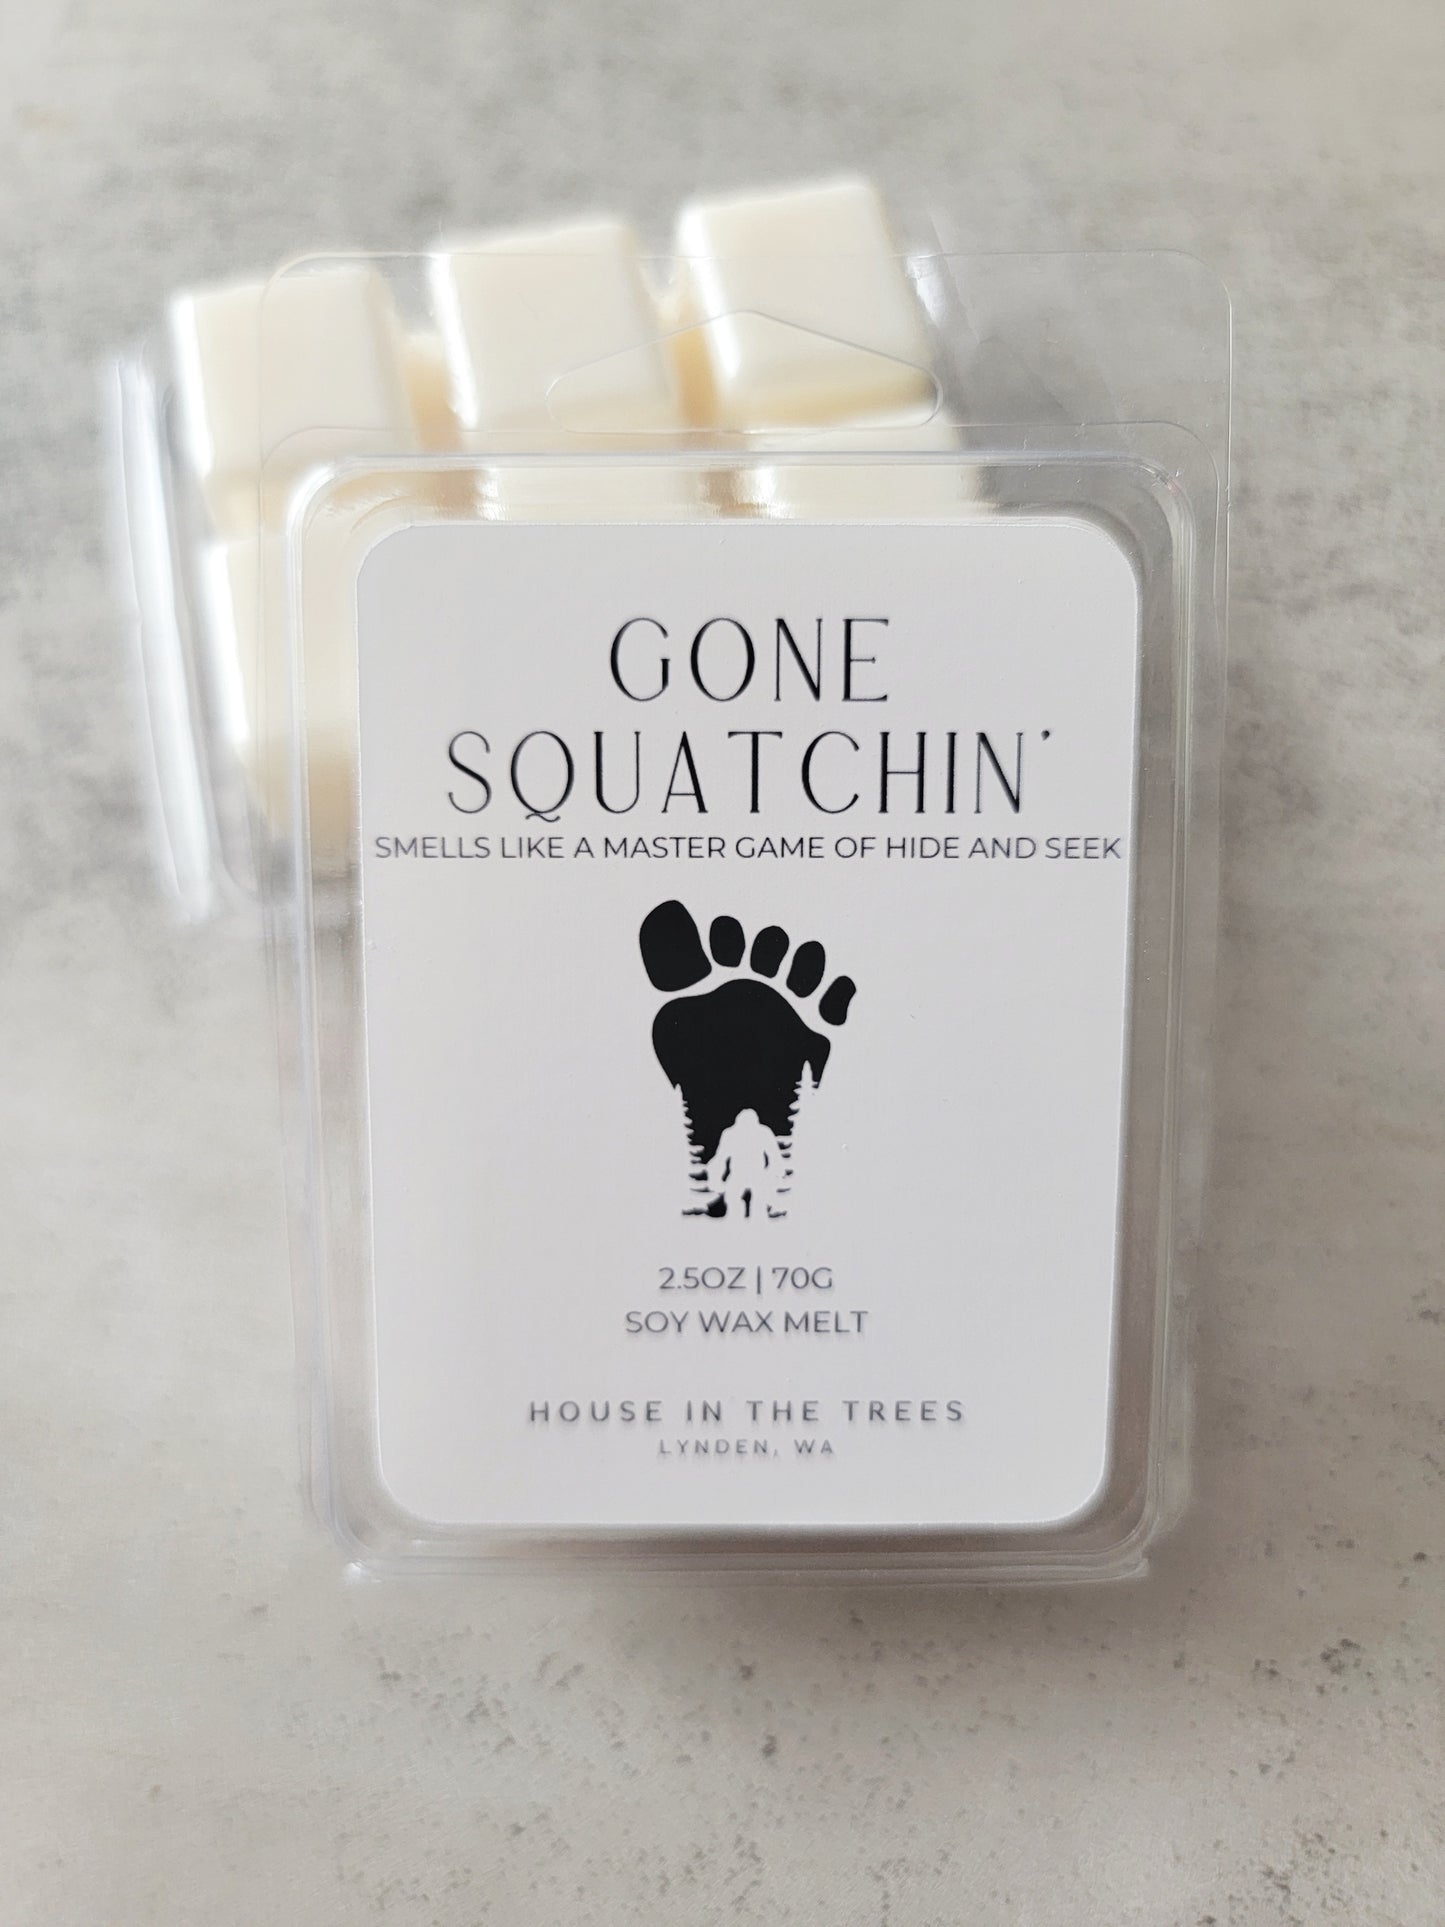 GONE
SQUATCHIN'
SMELLS LIKE A MASTER GAME OF HIDE AND SEEK
2.5OZ | 70G
SOY WAX MELT
HOUSE IN THE TREES
LYNDEN, WA